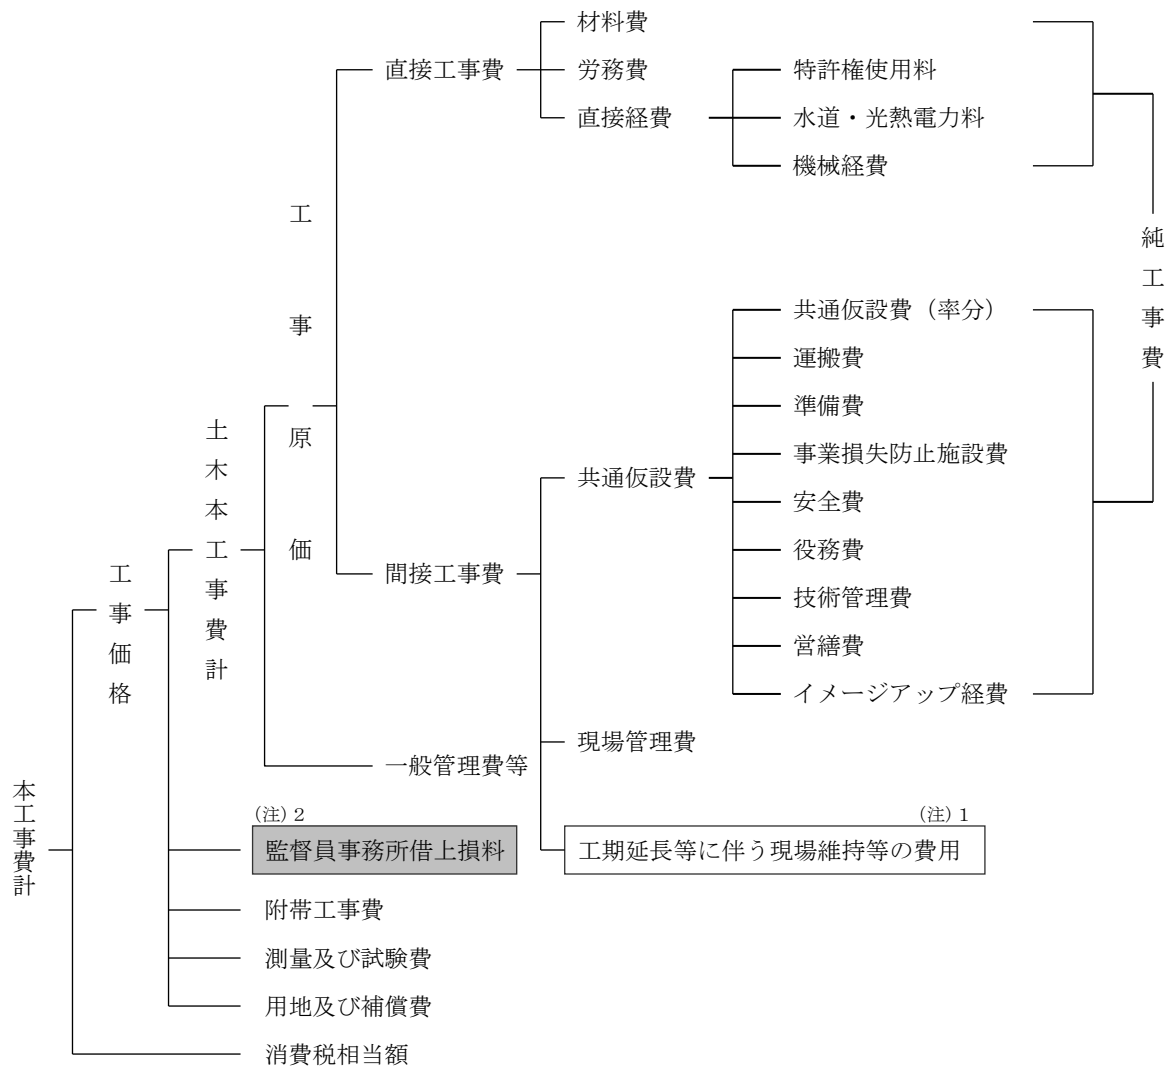 材料費
直接工事費
労務費
特許権使用料
直接経費
水道・光熱電力料
機械経費
工事原価
純工事費
共通仮設費（率分）
運搬費
準備費
土木本工事費計
事業損失防止施設費
共通仮設費
安全費
役務費
工事価格
間接工事費
技術管理費
営繕費
イメージアップ経費
現場管理費
一般管理費等
本工事費計
(注) 2
(注) 1
監督員事務所借上損料
工期延長等に伴う現場維持等の費用
附帯工事費
測量及び試験費
用地及び補償費
消費税相当額